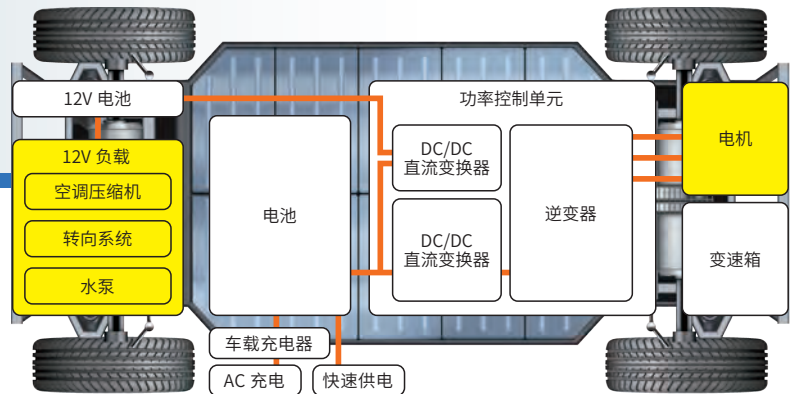 12V 电池
12V 负载
空调压缩机
转向系统
水泵
电池
车载充电器
AC 充电
快速供电
功率控制单元
DC/DC
直流变换器
DC/DC
直流变换器
逆变器
电机
变速箱